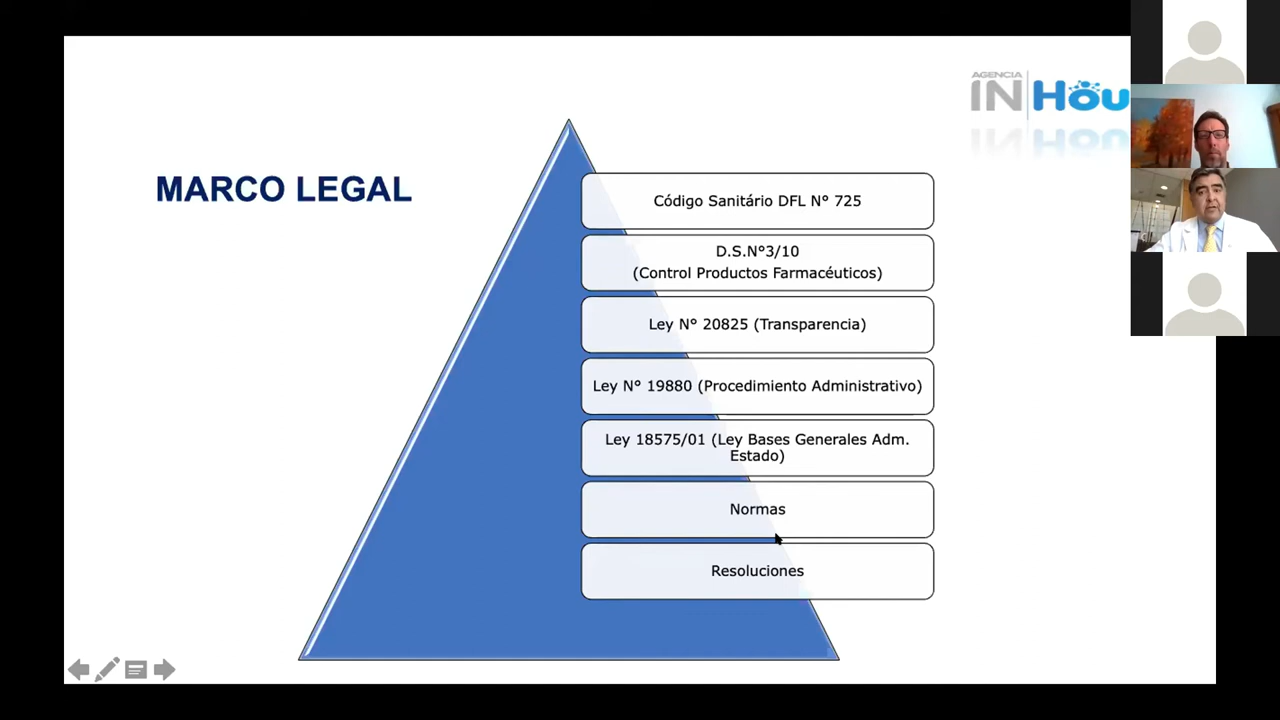 AGENCIA
IN HOU
MARCO LEGAL
Código Sanitário DFL N° 725
D.S.N°3/10
(Control Productos Farmacéuticos)
Ley N° 20825 (Transparencia)
Ley N° 19880 (Procedimiento Administrativo)
Ley 18575/01 (Ley Bases Generales Adm.
Estado)
Normas
Resoluciones